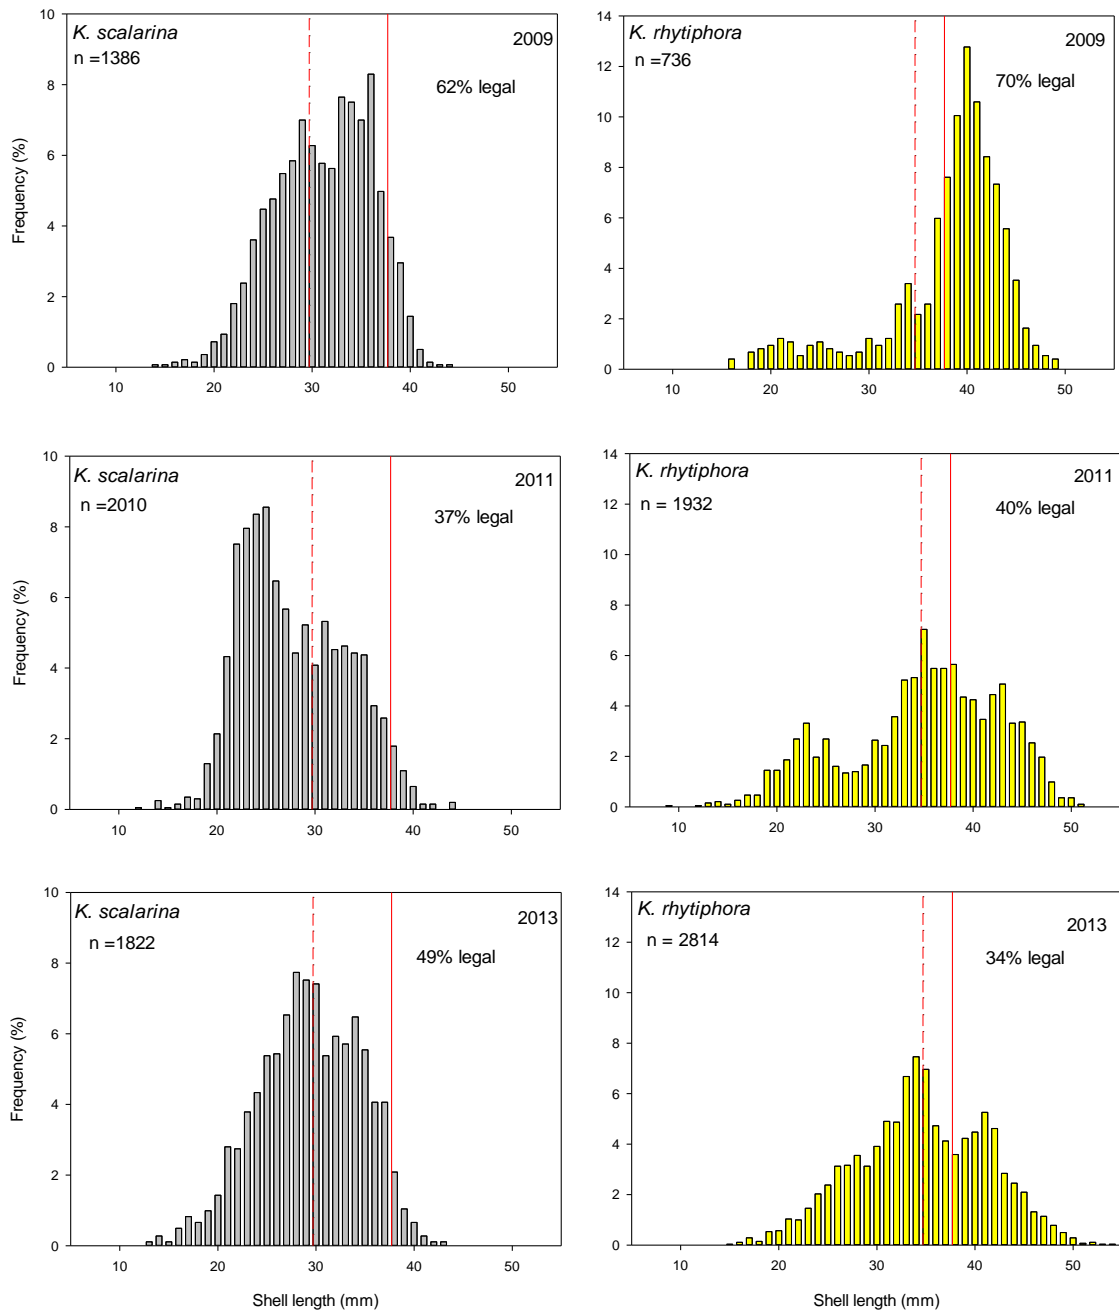 K. scalarina
n =1386
2009
62% legal
10
8
6
4
2
0
Frequency (%)
10 20 30 40 50
K. rhytiphora
n =736
2009
70% legal
14
12
10
8
6
4
2
0
10 20 30 40 50
K. scalarina
n =2010
2011
37% legal
10
8
6
4
2
0
Frequency (%)
10 20 30 40 50
K. rhytiphora
n = 1932
2011
40% legal
14
12
10
8
6
4
2
0
10 20 30 40 50
K. scalarina
n =1822
2013
49% legal
10
8
6
4
2
0
Frequency (%)
10 20 30 40 50
Shell length (mm)
K. rhytiphora
n = 2814
2013
34% legal
14
12
10
8
6
4
2
0
10 20 30 40 50
Shell length (mm)